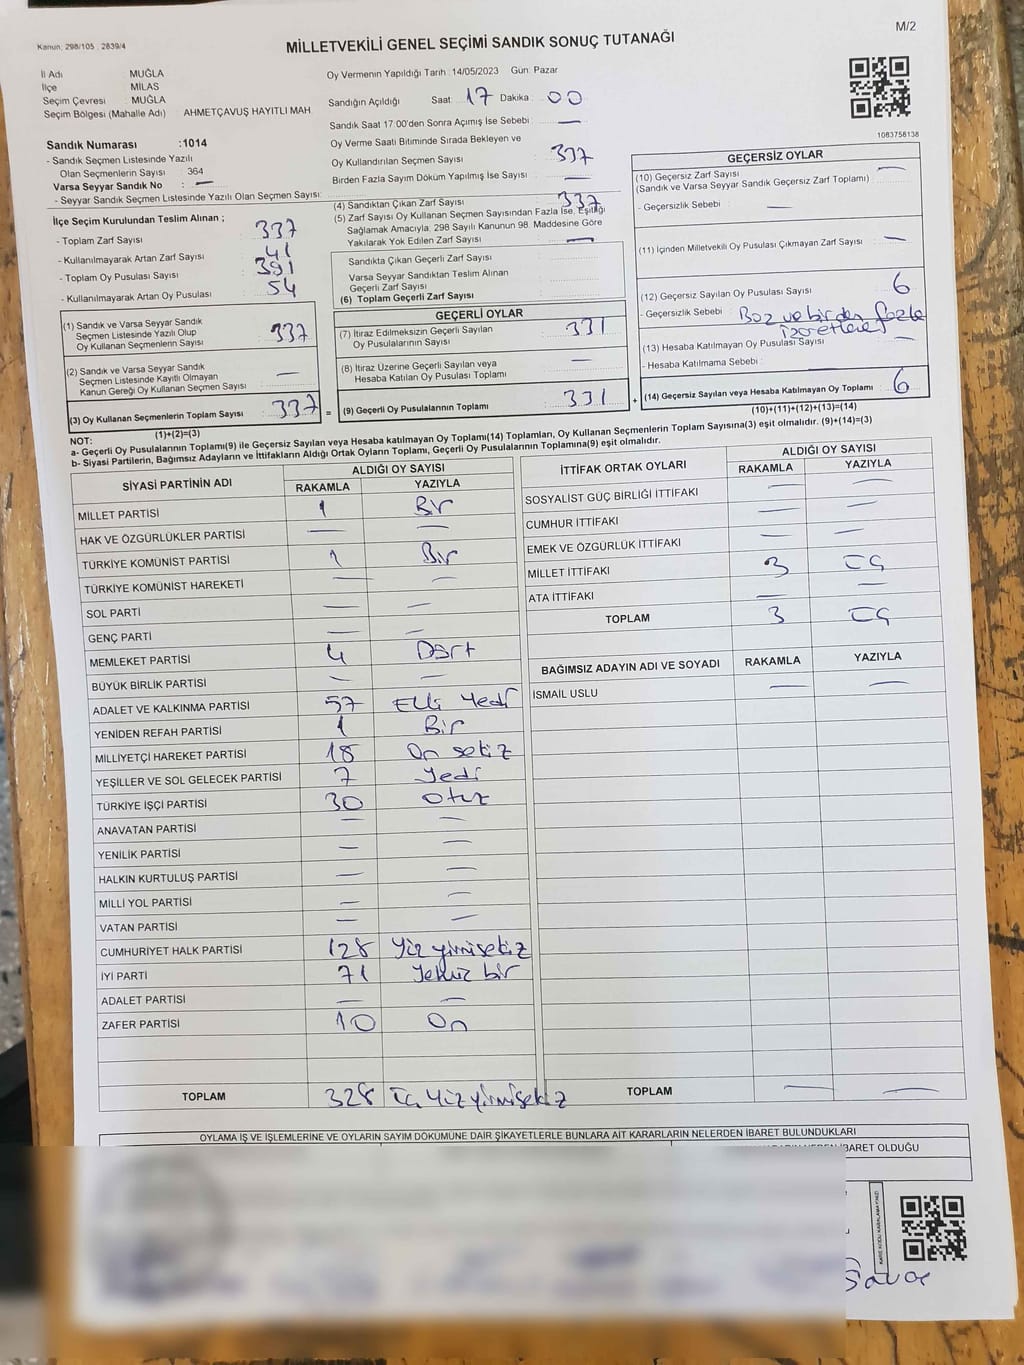 Kanun: 298/105 , 2839/4
MİLLETVEKİLİ GENEL SEÇİMİ SANDIK SONUÇ TUTANAĞI
M/2
İl Adı MUĞLA
İlçe MİLAS
Seçim Çevresi : MUĞLA
Seçim Bölgesi (Mahalle Adı) : AHMETÇAVUŞ HAYITLI MAH
Oy Vermenin Yapıldığı Tarih :14/05/2023 Gün: Pazar
Sandığın Açıldığı Saat: 17 Dakika : 00
Sandık Saat 17:00'den Sonra Açımış İse Sebebi : —
Oy Verme Saati Bitiminde Sırada Bekleyen ve
Oy Kullandırılan Seçmen Sayısı : 337
Birden Fazla Sayım Döküm Yapılmış İse Sayısı : —
1083758138
Sandık Numarası :1014
- Sandık Seçmen Listesinde Yazılı
Olan Seçmenlerin Sayısı : 364
Varsa Seyyar Sandık No : —
- Seyyar Sandık Seçmen Listesinde Yazılı Olan Seçmen Sayısı:
İlçe Seçim Kurulundan Teslim Alınan ;
- Toplam Zarf Sayısı : 337
- Kullanılmayarak Artan Zarf Sayısı : 41
- Toplam Oy Pusulası Sayısı : 391
- Kullanılmayarak Artan Oy Pusulası : 54
(1) Sandık ve Varsa Seyyar Sandık
Seçmen Listesinde Yazılı Olup
Oy Kullanan Seçmenlerin Sayısı : 337
(2) Sandık ve Varsa Seyyar Sandık
Seçmen Listesinde Kayıtlı Olmayan
Kanun Gereği Oy Kullanan Seçmen Sayısı : —
(3) Oy Kullanan Seçmenlerin Toplam Sayısı : 337 =
(1)+(2)=(3)
(4) Sandıktan Çıkan Zarf Sayısı : 337
(5) Zarf Sayısı Oy Kullanan Seçmen Sayısından Fazla İse, Eşitliği
Sağlamak Amacıyla, 298 Sayılı Kanunun 98. Maddesine Göre
Yakılarak Yok Edilen Zarf Sayısı : —
Sandıkta Çıkan Geçerli Zarf Sayısı :
Varsa Seyyar Sandıktan Teslim Alınan
Geçerli Zarf Sayısı :
(6) Toplam Geçerli Zarf Sayısı :
GEÇERLİ OYLAR
(7) İtiraz Edilmeksizin Geçerli Sayılan
Oy Pusulalarının Sayısı : 331
(8) İtiraz Üzerine Geçerli Sayılan veya
Hesaba Katılan Oy Pusulası Toplamı : —
(9) Geçerli Oy Pusulalarının Toplamı : 331 +
GEÇERSİZ OYLAR
(10) Geçersiz Zarf Sayısı : —
(Sandık ve Varsa Seyyar Sandık Geçersiz Zarf Toplamı)
- Geçersizlik Sebebi : —
(11) İçinden Milletvekili Oy Pusulası Çıkmayan Zarf Sayısı : —
(12) Geçersiz Sayılan Oy Pusulası Sayısı : 6
- Geçersizlik Sebebi : Boz ve birden fazla
(13) Hesaba Katılmayan Oy Pusulası Sayısı : —
- Hesaba Katılmama Sebebi : —
(14) Geçersiz Sayılan veya Hesaba Katılmayan Oy Toplamı : 6
(10)+(11)+(12)+(13)=(14)
NOT:
a- Geçerli Oy Pusulalarının Toplamı(9) ile Geçersiz Sayılan veya Hesaba katılmayan Oy Toplamı(14) Toplamları, Oy Kullanan Seçmenlerin Toplam Sayısına(3) eşit olmalıdır. (9)+(14)=(3)
b- Siyasi Partilerin, Bağımsız Adayların ve İttifakların Aldığı Ortak Oyların Toplamı, Geçerli Oy Pusulalarının Toplamına(9) eşit olmalıdır.
SİYASİ PARTİNİN ADI ALDIĞI OY SAYISI
RAKAMLA YAZIYLA
MİLLET PARTİSİ 1 Bir
HAK VE ÖZGÜRLÜKLER PARTİSİ — —
TÜRKİYE KOMÜNİST PARTİSİ 1 Bir
TÜRKİYE KOMÜNİST HAREKETİ — —
SOL PARTİ — —
GENÇ PARTİ — —
MEMLEKET PARTİSİ 4 Dört
BÜYÜK BİRLİK PARTİSİ — —
ADALET VE KALKINMA PARTİSİ 57 Elli Yedi
YENİDEN REFAH PARTİSİ 1 Bir
MİLLİYETÇİ HAREKET PARTİSİ 18 On sekiz
YEŞİLLER VE SOL GELECEK PARTİSİ 7 Yedi
TÜRKİYE İŞÇİ PARTİSİ 30 Otuz
ANAVATAN PARTİSİ — —
YENİLİK PARTİSİ — —
HALKIN KURTULUŞ PARTİSİ — —
MİLLİ YOL PARTİSİ — —
VATAN PARTİSİ — —
CUMHURİYET HALK PARTİSİ 128 Yüz yirmisekiz
İYİ PARTİ 71 Yetmiz bir
ADALET PARTİSİ — —
ZAFER PARTİSİ 10 On
TOPLAM 328 Üç Yüz yirmisekiz
İTTİFAK ORTAK OYLARI ALDIĞI OY SAYISI
RAKAMLA YAZIYLA
SOSYALİST GÜÇ BİRLİĞİ İTTİFAKI — —
CUMHUR İTTİFAKI — —
EMEK VE ÖZGÜRLÜK İTTİFAKI — —
MİLLET İTTİFAKI 3 Üç
ATA İTTİFAKI — —
TOPLAM 3 Üç
BAĞIMSIZ ADAYIN ADI VE SOYADI RAKAMLA YAZIYLA
İSMAİL USLU — —
TOPLAM — —
OYLAMA İŞ VE İŞLEMLERİNE VE OYLARIN SAYIM DÖKÜMÜNE DAİR ŞİKAYETLERLE BUNLARA AİT KARARLARIN NELERDEN İBARET BULUNDUKLARI
İBARET OLDUĞU